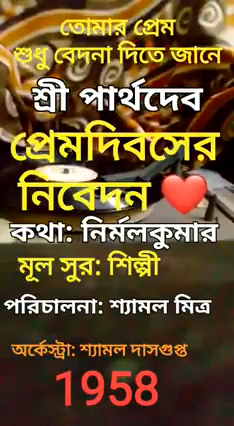 তোমার প্রেম
শুধু বেদনা দিতে জানে
শ্রী পার্থদেব
প্রেমদিবসের
নিবেদন ❤️
কথা: নির্মলকুমার
মূল সুর: শিল্পী
পরিচালনা: শ্যামল মিত্র
অর্কেস্ট্রা: শ্যামল দাসগুপ্ত
1958